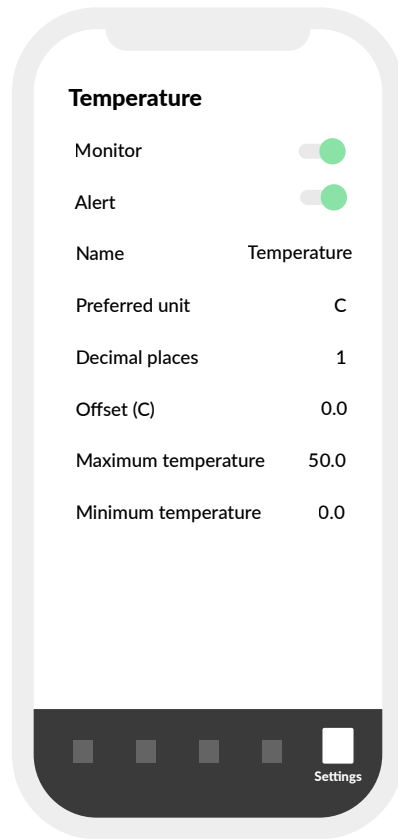 Temperature
Monitor
Alert
Name Temperature
Preferred unit C
Decimal places 1
Offset (C) 0.0
Maximum temperature 50.0
Minimum temperature 0.0
Settings